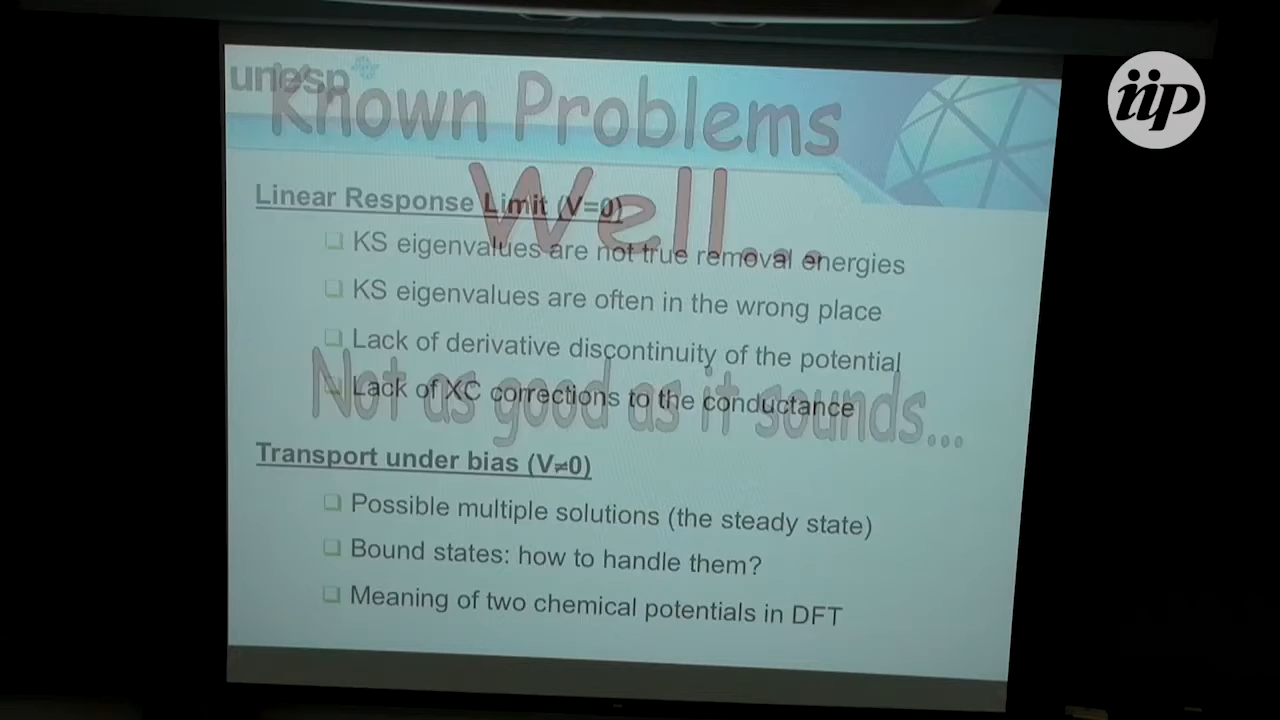 unesp
iip
Known Problems
Well...
Linear Response Limit (V=0)
❑ KS eigenvalues are not true removal energies
❑ KS eigenvalues are often in the wrong place
❑ Lack of derivative discontinuity of the potential
❑ Lack of XC corrections to the conductance
Not as good as it sounds...
Transport under bias (V≠0)
❑ Possible multiple solutions (the steady state)
❑ Bound states: how to handle them?
❑ Meaning of two chemical potentials in DFT